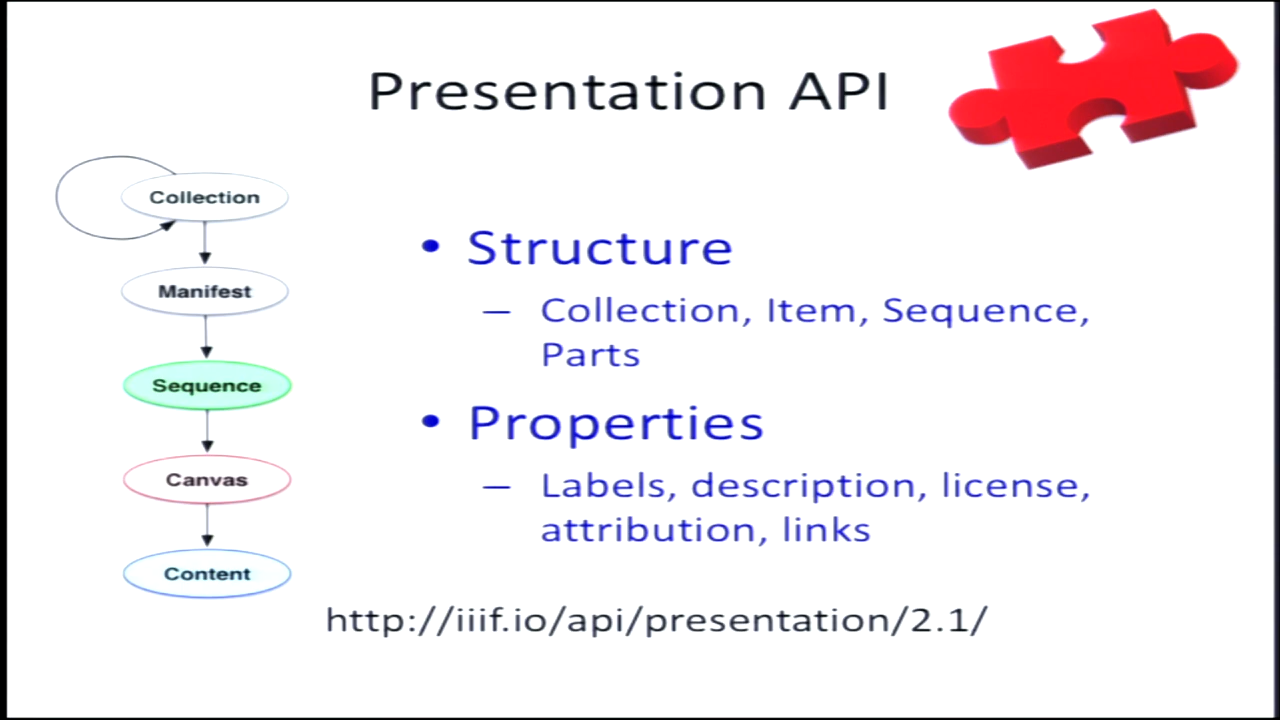 Presentation API
Collection
Manifest
Sequence
Canvas
Content
• Structure
– Collection, Item, Sequence,
Parts
• Properties
– Labels, description, license,
attribution, links
http://iiif.io/api/presentation/2.1/